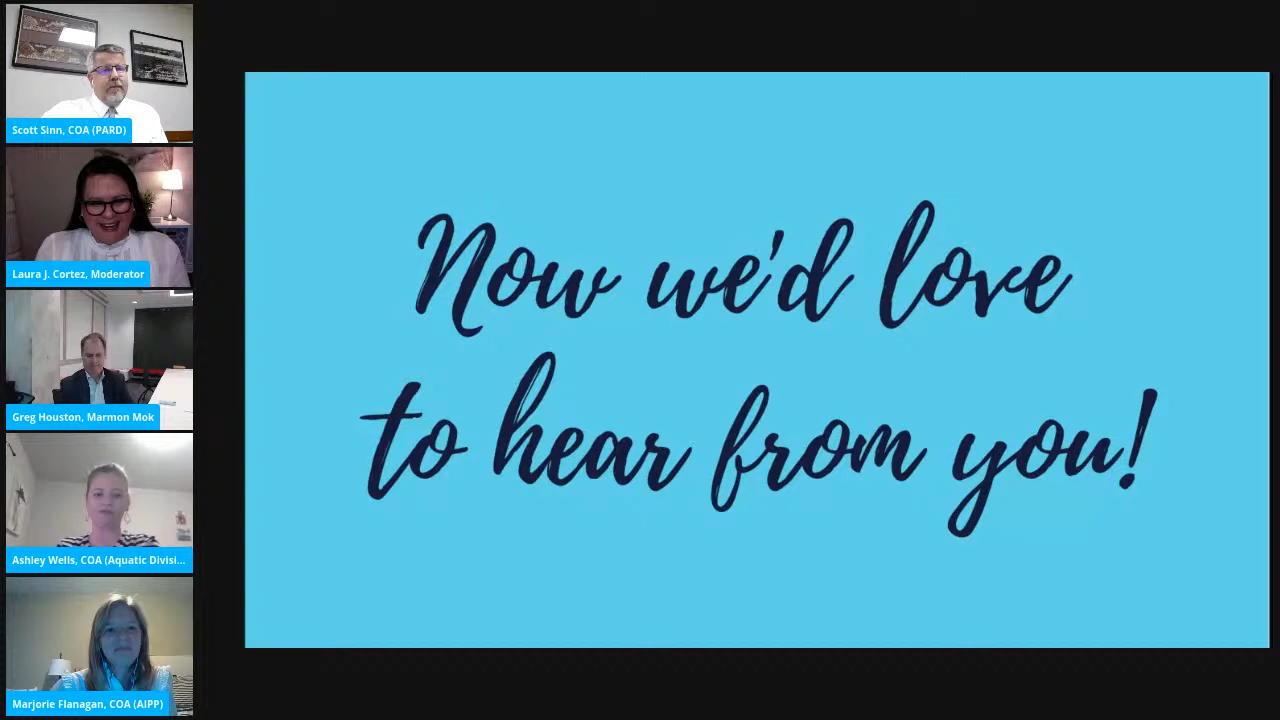 Scott Sinn, COA (PARD)
Laura J. Cortez, Moderator
Greg Houston, Marmon Mok
Ashley Wells, COA (Aquatic Divisi...
Marjorie Flanagan, COA (AIPP)
Now we'd love
to hear from you!